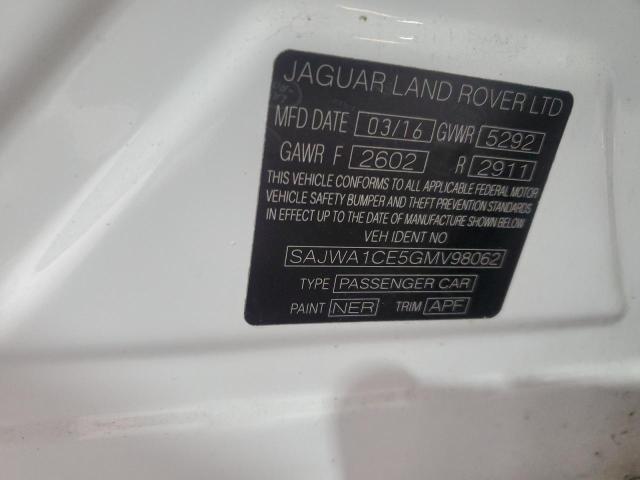 JAGUAR LAND ROVER LTD
MFD DATE 03/16 GVWR 5292
GAWR F 2602 R 2911
THIS VEHICLE CONFORMS TO ALL APPLICABLE FEDERAL MOTOR
VEHICLE SAFETY BUMPER AND THEFT PREVENTION STANDARDS
IN EFFECT UP TO THE DATE OF MANUFACTURE SHOWN BELOW
VEH IDENT NO
SAJWA1CE5GMV98062
TYPE PASSENGER CAR
PAINT NER TRIM APF